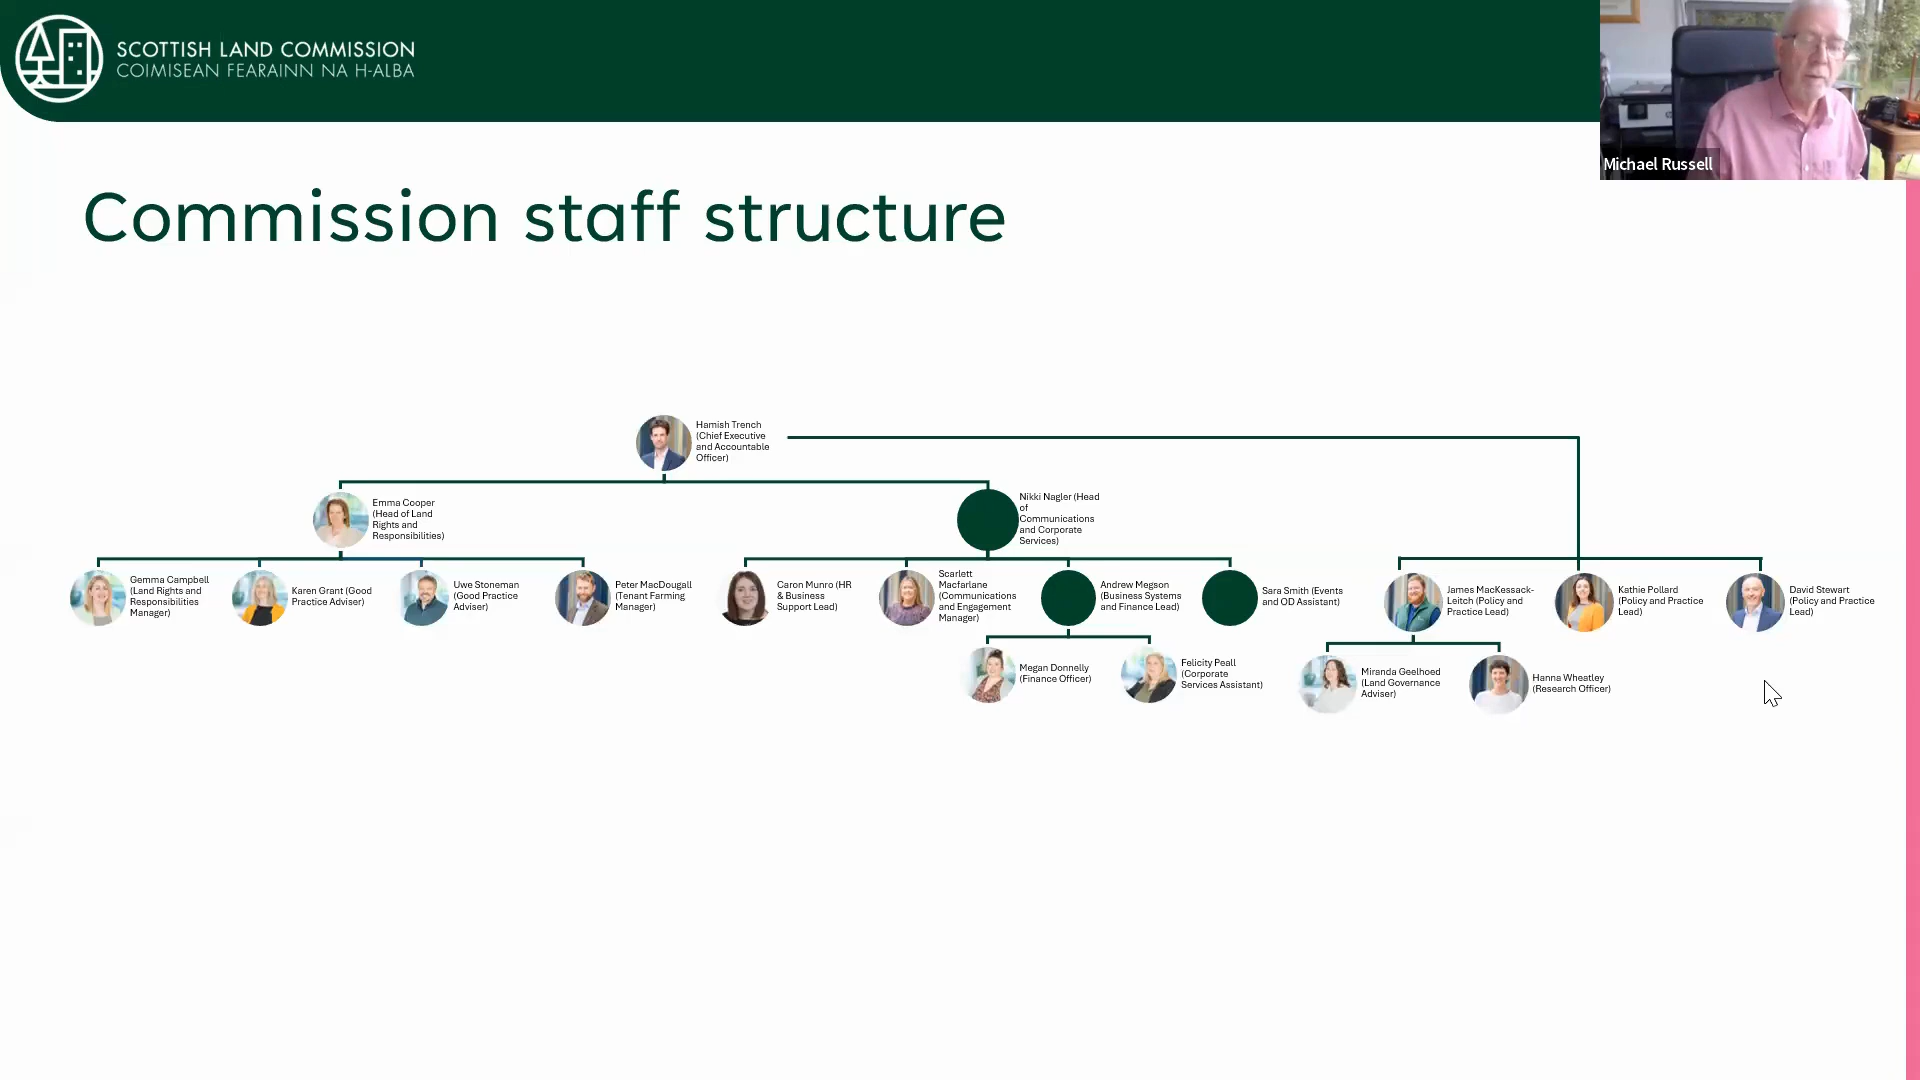 SCOTTISH LAND COMMISSION
COIMISEAN FEARAINN NA H-ALBA
Michael Russell
Commission staff structure
Hamish Trench
(Chief Executive
and Accountable
Officer)
Emma Cooper
(Head of Land
Rights and
Responsibilities)
Nikki Nagler (Head
of
Communications
and Corporate
Services)
Gemma Campbell
(Land Rights and
Responsibilities
Manager)
Karen Grant (Good
Practice Adviser)
Uwe Stoneman
(Good Practice
Adviser)
Peter MacDougall
(Tenant Farming
Manager)
Caron Munro (HR
& Business
Support Lead)
Scarlett
Macfarlane
(Communications
and Engagement
Manager)
Andrew Megson
(Business Systems
and Finance Lead)
Sara Smith (Events
and OD Assistant)
James MacKessack-
Leitch (Policy and
Practice Lead)
Kathie Pollard
(Policy and Practice
Lead)
David Stewart
(Policy and Practice
Lead)
Megan Donnelly
(Finance Officer)
Felicity Peall
(Corporate
Services Assistant)
Miranda Geelhoed
(Land Governance
Adviser)
Hanna Wheatley
(Research Officer)